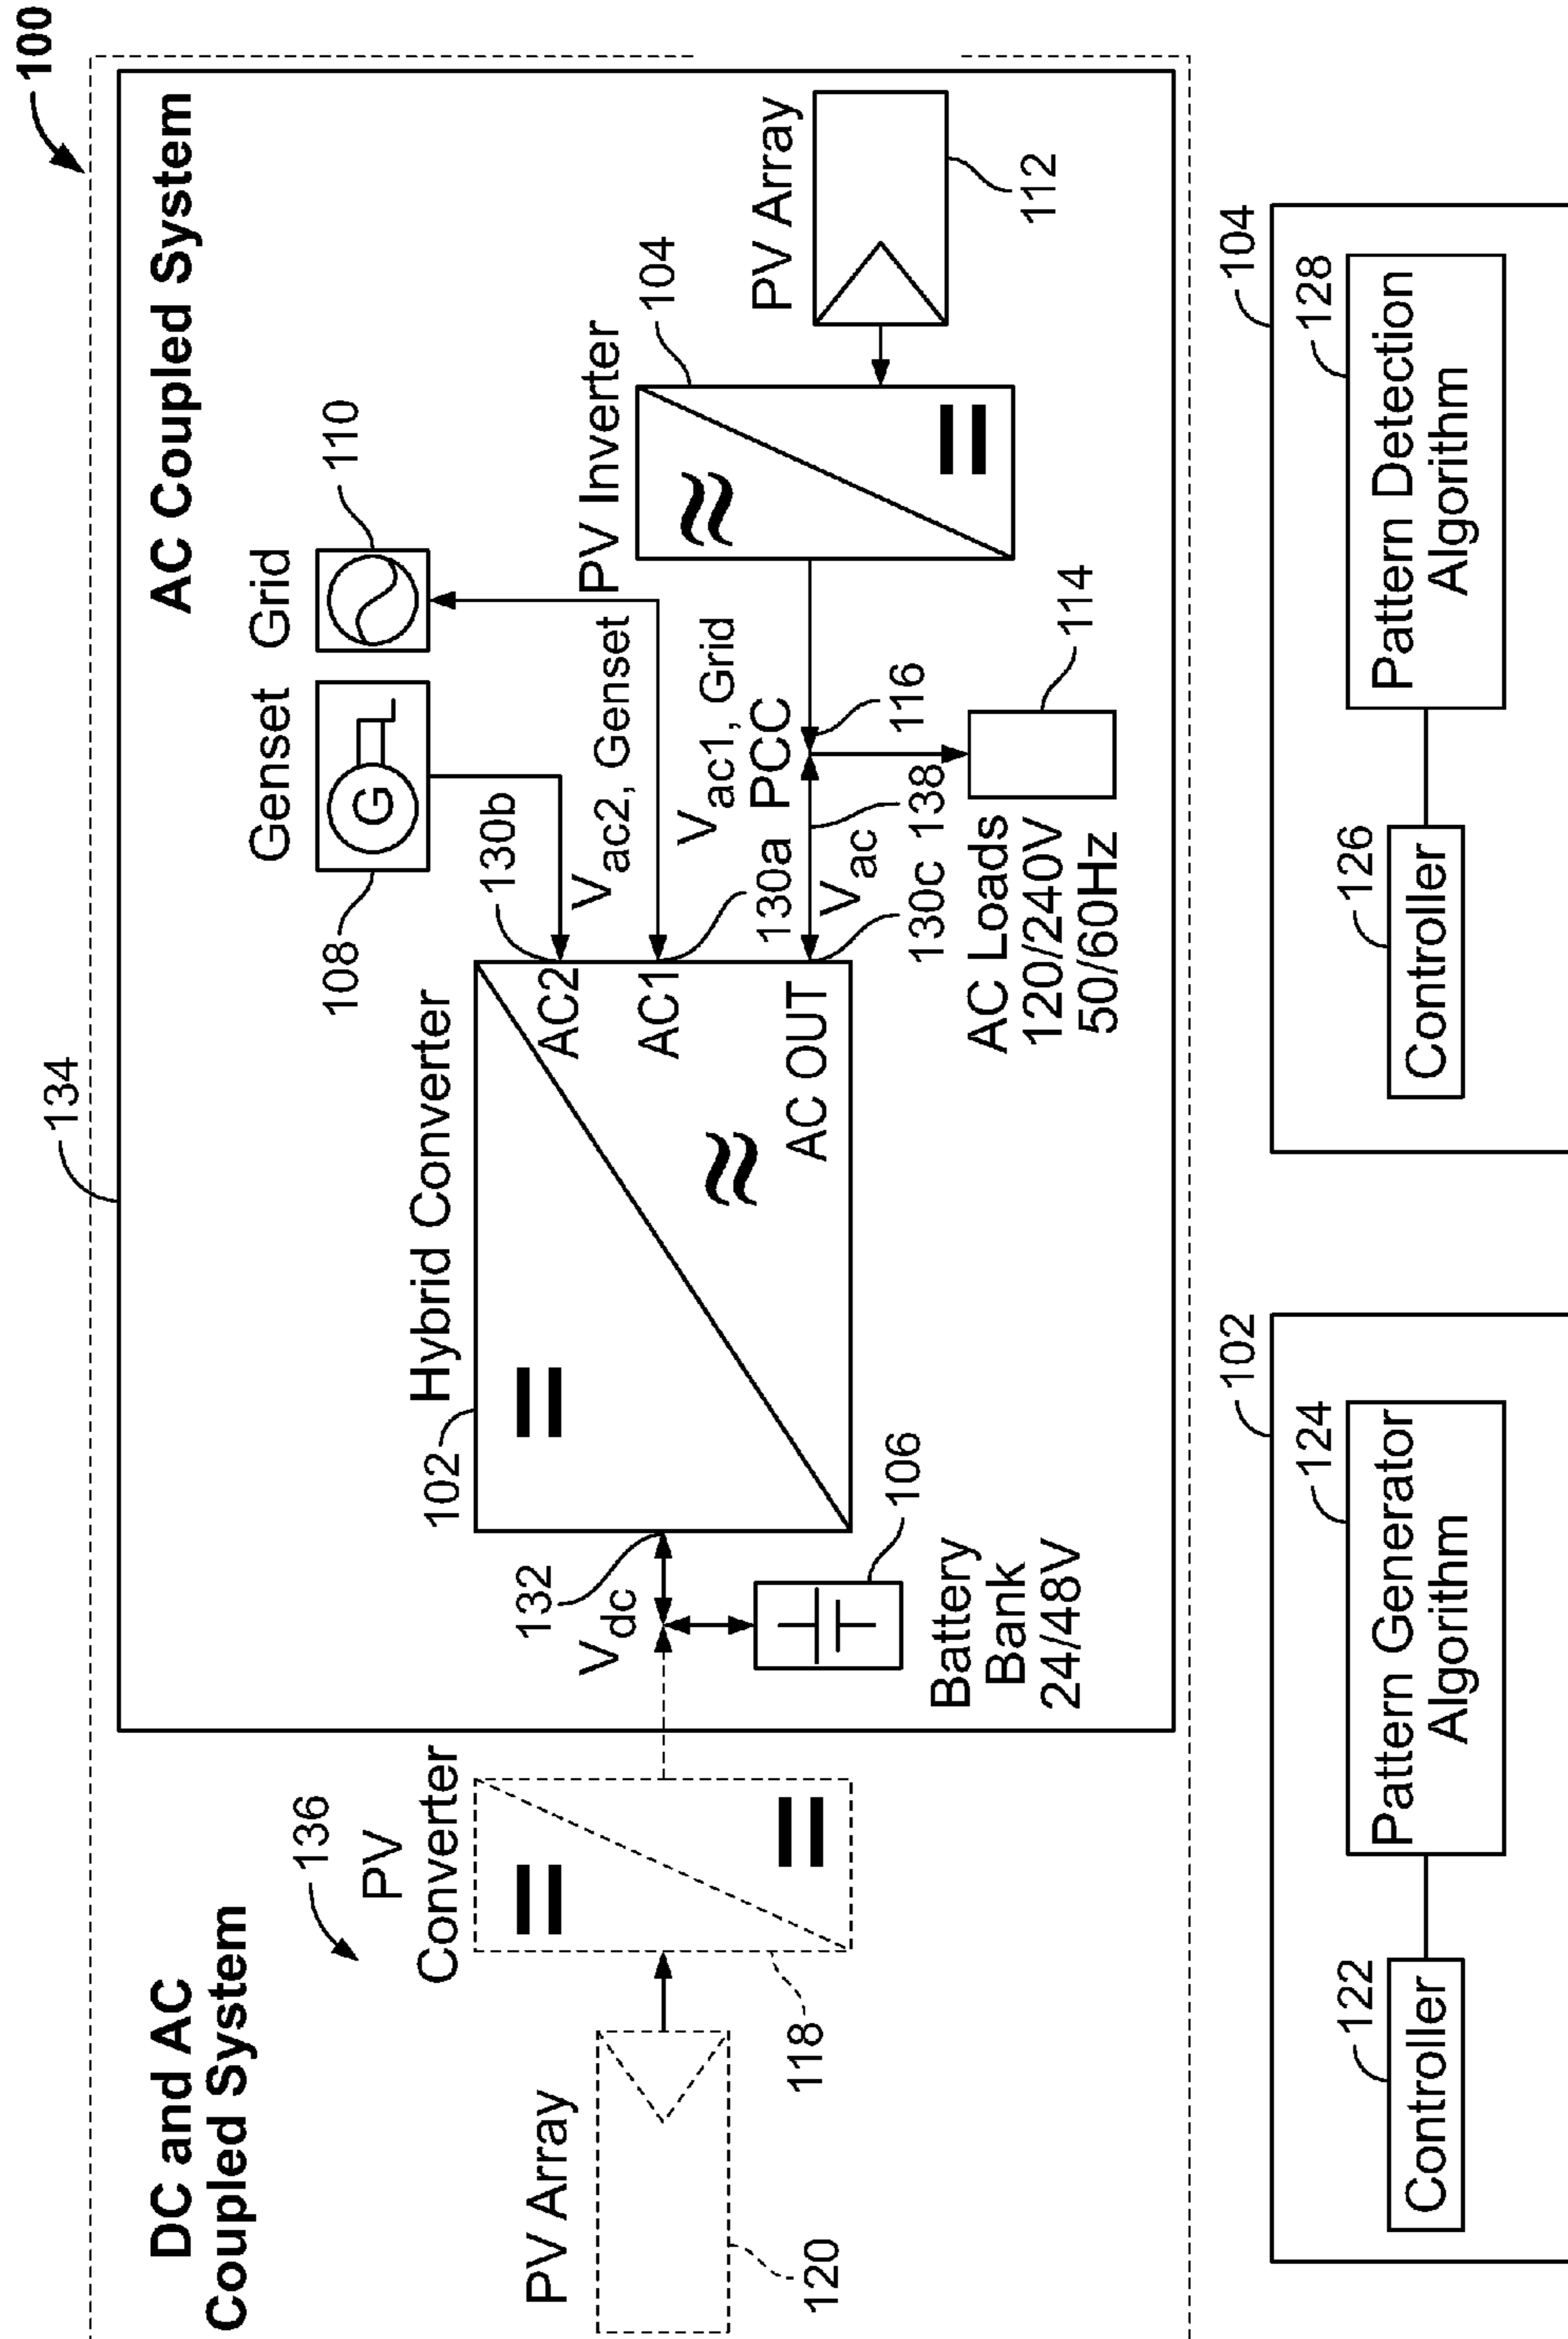 100
134
DC and AC
Coupled System
AC Coupled System
136
PV
Converter
PV Array
120
118
Hybrid Converter
102
132
Vdc
106
Battery
Bank
24/48V
AC2
AC1
AC OUT
Genset
108
Grid
110
130b
Vac2, Genset
Vac1, Grid
130a
PCC
Vac
130c
138
116
114
AC Loads
120/240V
50/60Hz
PV Inverter
104
PV Array
112
G
102
122
Controller
124
Pattern Generator
Algorithm
104
126
Controller
128
Pattern Detection
Algorithm